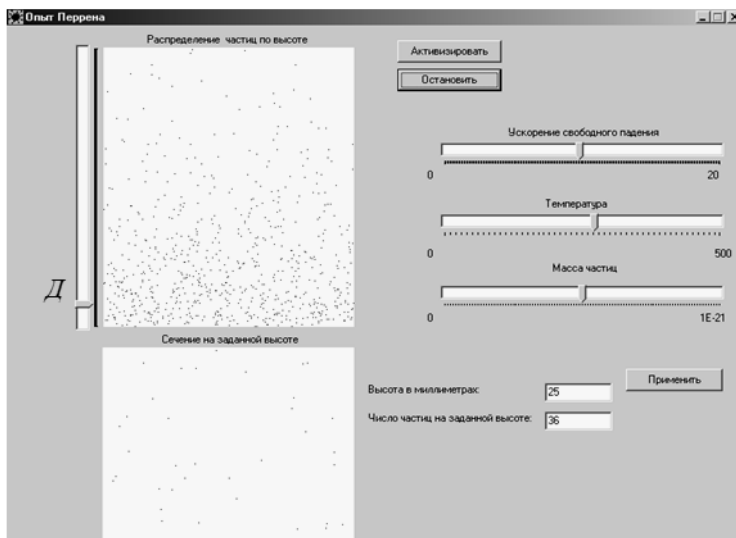 Опыт Перрена
Распределение частиц по высоте
Активизировать
Остановить
Ускорение свободного падения
0 20
Температура
0 500
Масса частиц
0 1E-21
Д
Сечение на заданной высоте
Высота в миллиметрах: 25
Применить
Число частиц на заданной высоте: 36